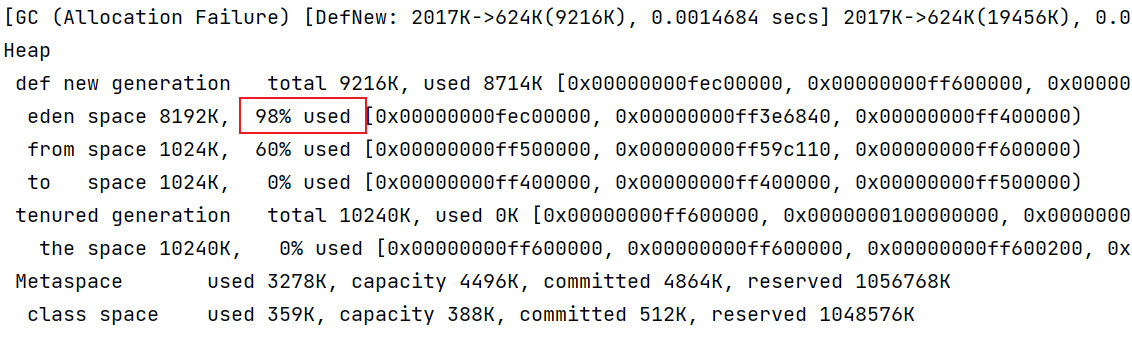 [GC (Allocation Failure) [DefNew: 2017K->624K(9216K), 0.0014684 secs] 2017K->624K(19456K), 0.0
Heap
 def new generation   total 9216K, used 8714K [0x00000000fec00000, 0x00000000ff600000, 0x00000
  eden space 8192K,  98% used [0x00000000fec00000, 0x00000000ff3e6840, 0x00000000ff400000)
  from space 1024K,  60% used [0x00000000ff500000, 0x00000000ff59c110, 0x00000000ff600000)
  to   space 1024K,   0% used [0x00000000ff400000, 0x00000000ff400000, 0x00000000ff500000)
 tenured generation   total 10240K, used 0K [0x00000000ff600000, 0x0000000100000000, 0x0000000
   the space 10240K,   0% used [0x00000000ff600000, 0x00000000ff600000, 0x00000000ff600200, 0x
 Metaspace       used 3278K, capacity 4496K, committed 4864K, reserved 1056768K
  class space    used 359K, capacity 388K, committed 512K, reserved 1048576K